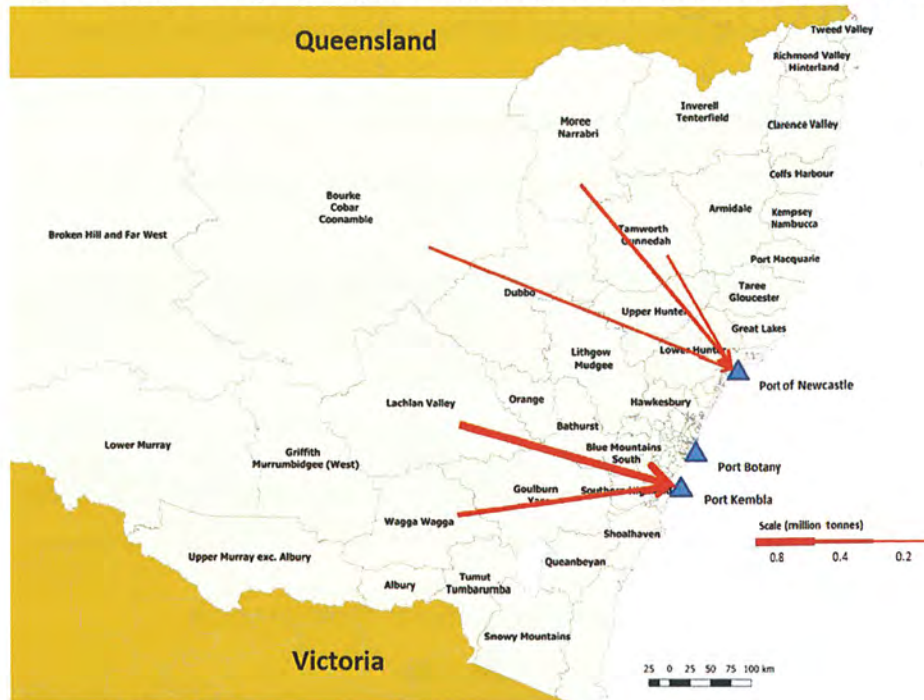 Queensland
Tweed Valley
Richmond Valley
Hinterland
Moree
Narrabri
Inverell
Tenterfield
Clarence Valley
Coffs Harbour
Bourke
Cobar
Coonamble
Armidale
Kempsey
Nambucca
Broken Hill and Far West
Tamworth
Gunnedah
Port Macquarie
Taree
Gloucester
Dubbo
Upper Hunter
Great Lakes
Lithgow
Mudgee
Lower Hunter
Port of Newcastle
Lachlan Valley
Orange
Hawkesbury
Bathurst
Lower Murray
Griffith
Murrumbidgee (West)
Blue Mountains
South
Port Botany
Goulburn
Southern
Port Kembla
Wagga Wagga
Shoalhaven
Scale (million tonnes)
0.8 0.4 0.2
Upper Murray exc. Albury
Albury
Tumut
Tumbarumba
Queanbeyan
Snowy Mountains
Victoria
25 0 25 50 75 100 km